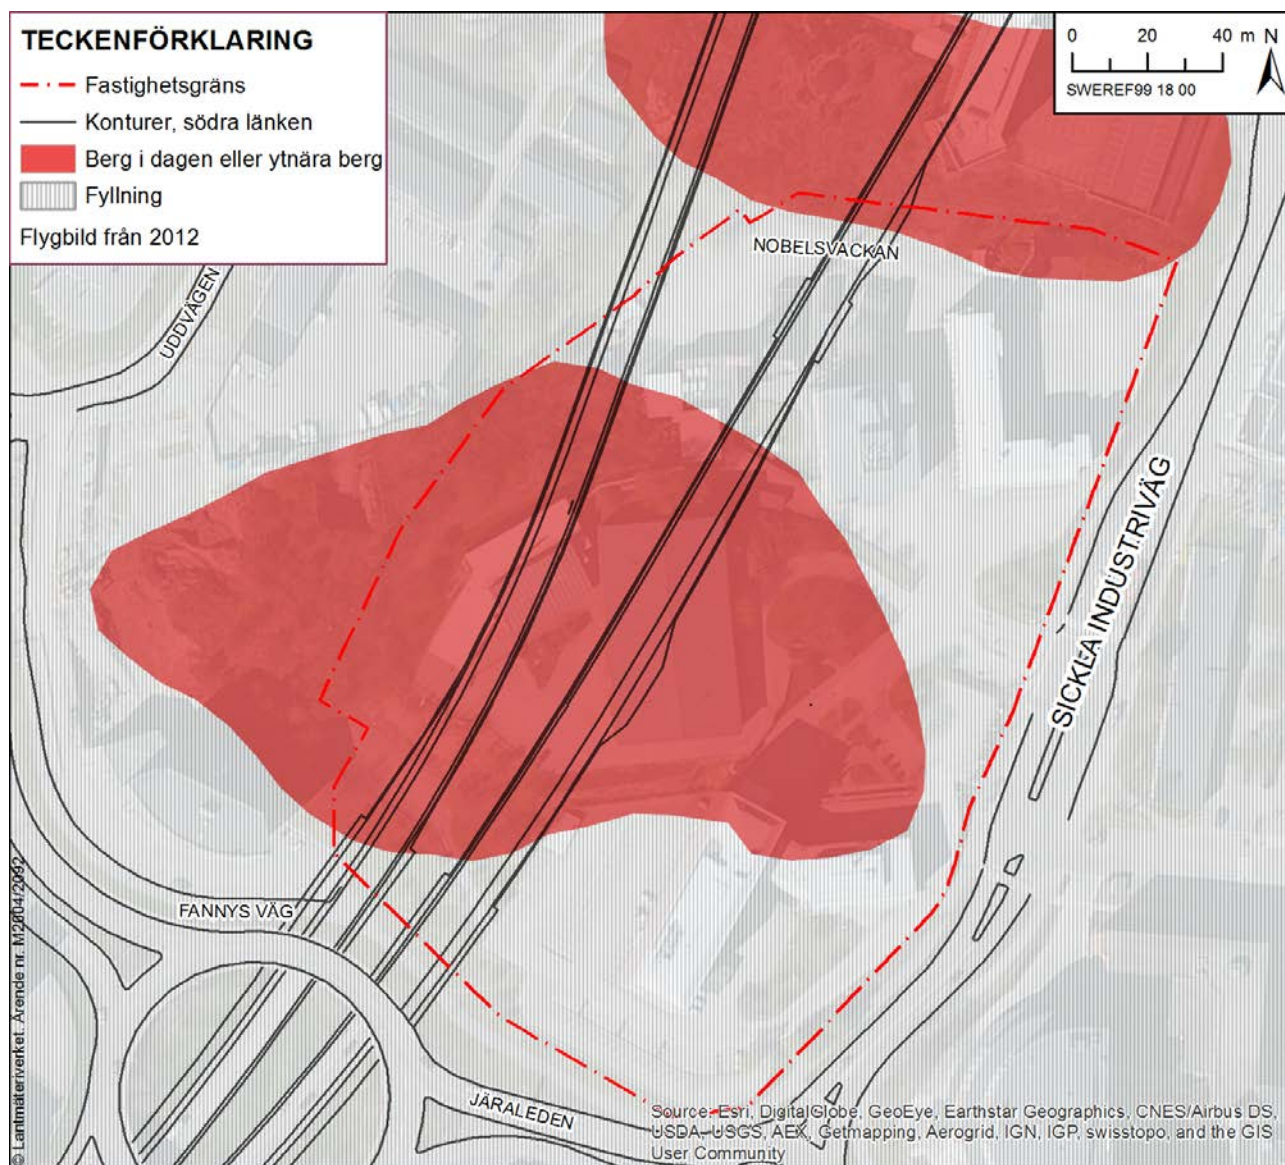 TECKENFÖRKLARING
Fastighetsgräns
Konturer, södra länken
Berg i dagen eller ytnära berg
Fyllning
Flygbild från 2012
0 20 40 m N
SWEREF99 18 00
NOBELSVACKAN
UDDVÄGEN
SICKLA INDUSTRIVÄG
FANNYS VÄG
JÄRALEDEN
© Lantmäteriverket. Ärende nr. M2004/2092
Source: Esri, DigitalGlobe, GeoEye, Earthstar Geographics, CNES/Airbus DS,
USDA, USGS, AEX, Getmapping, Aerogrid, IGN, IGP, swisstopo, and the GIS
User Community